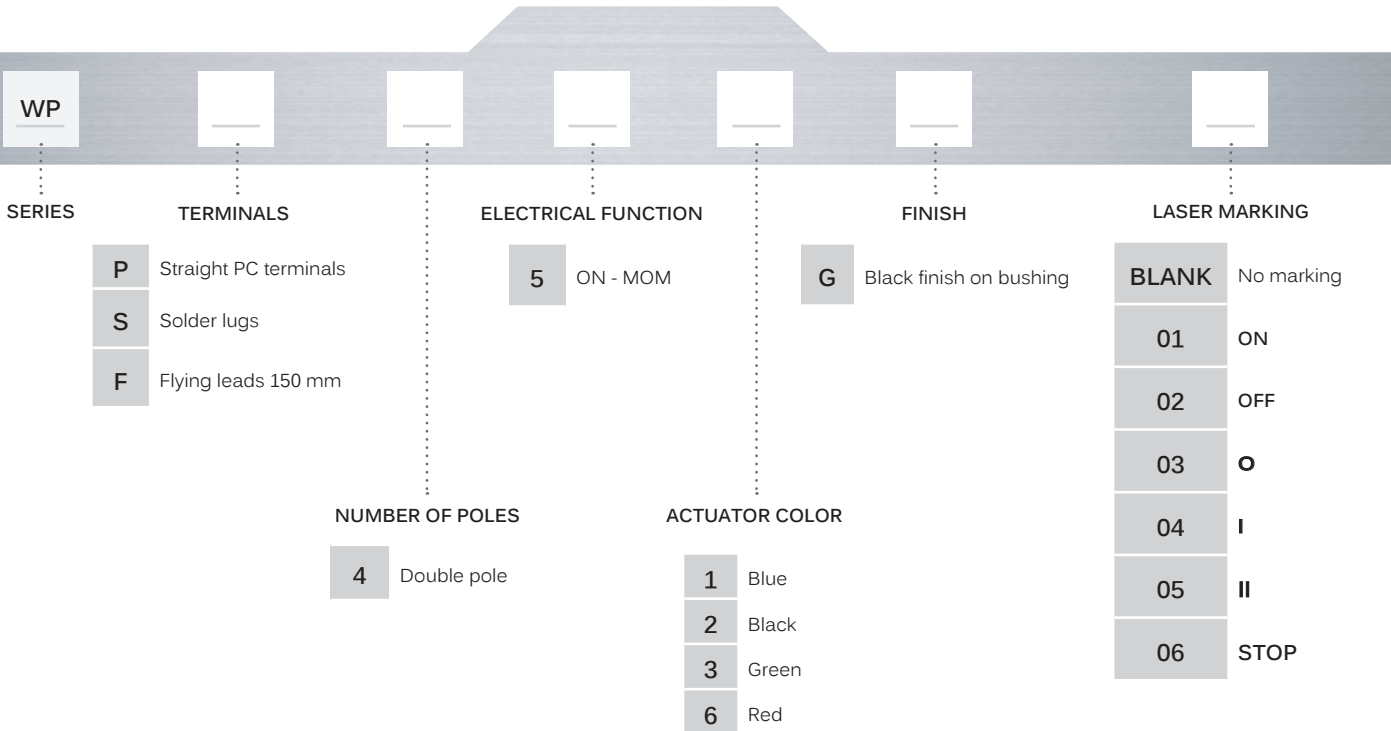 WP
SERIES
TERMINALS
P Straight PC terminals
S Solder lugs
F Flying leads 150 mm
NUMBER OF POLES
4 Double pole
ELECTRICAL FUNCTION
5 ON - MOM
ACTUATOR COLOR
1 Blue
2 Black
3 Green
6 Red
FINISH
G Black finish on bushing
LASER MARKING
BLANK No marking
01 ON
02 OFF
03 O
04 I
05 II
06 STOP